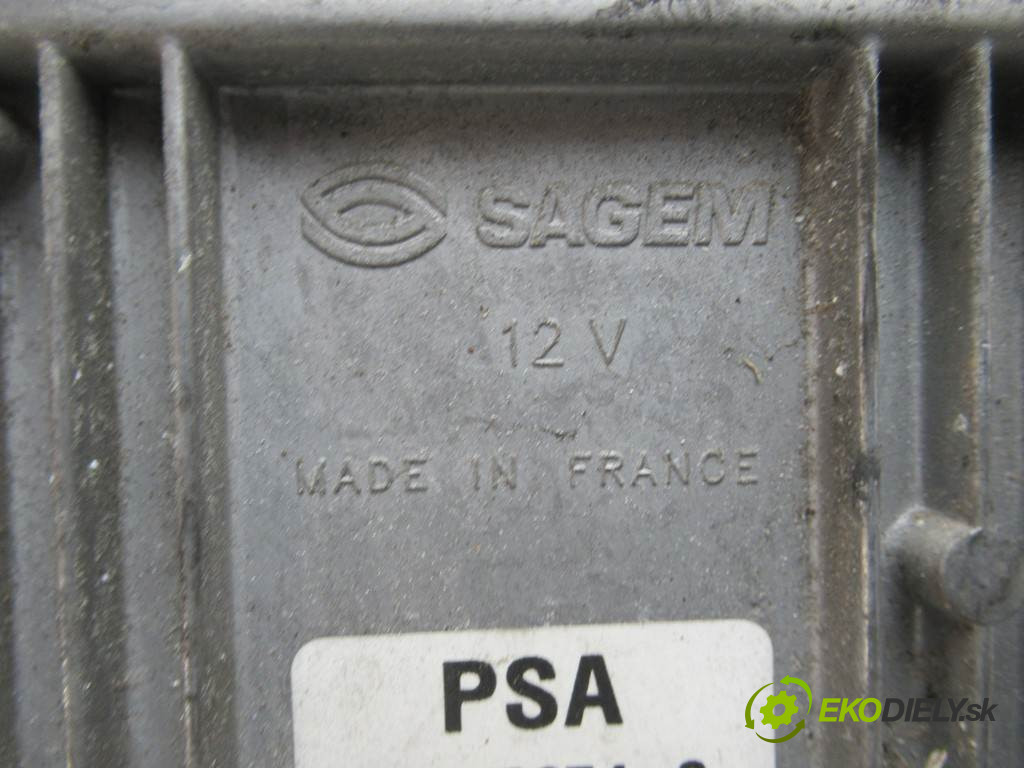 SAGEM
12 V
MADE IN FRANCE
PSA
EKODIELY.sk